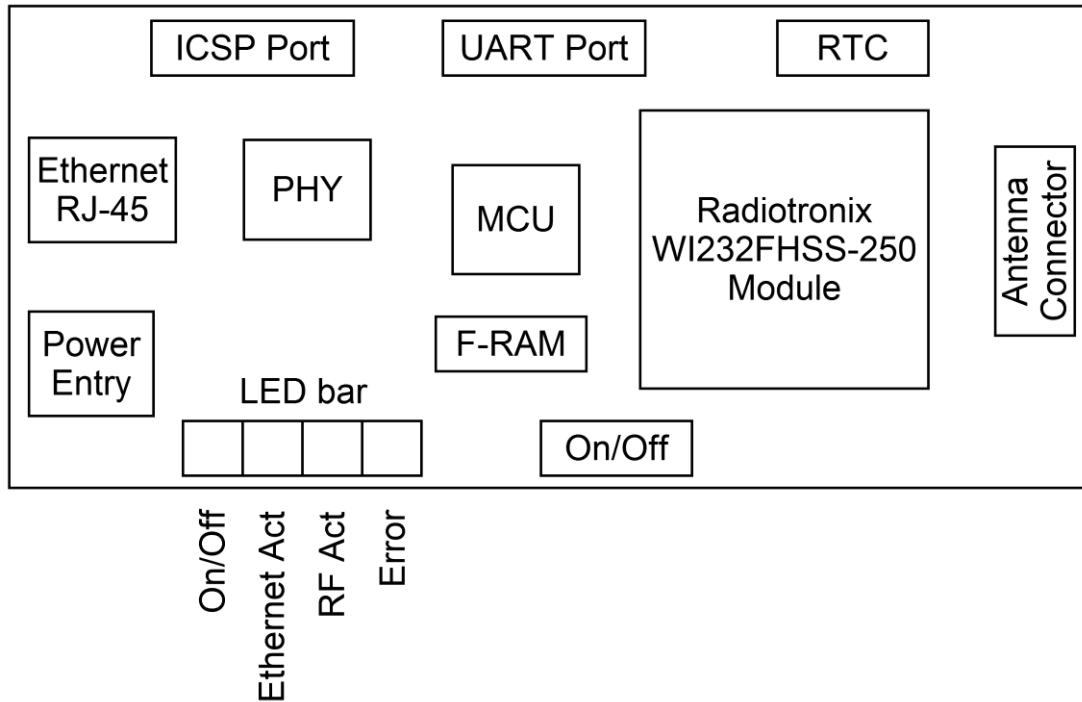 ICSP Port
UART Port
RTC
Ethernet
RJ-45
PHY
MCU
Radiotronix
WI232FHSS-250
Module
Antenna
Connector
Power
Entry
F-RAM
LED bar
On/Off
On/Off
Ethernet Act
RF Act
Error